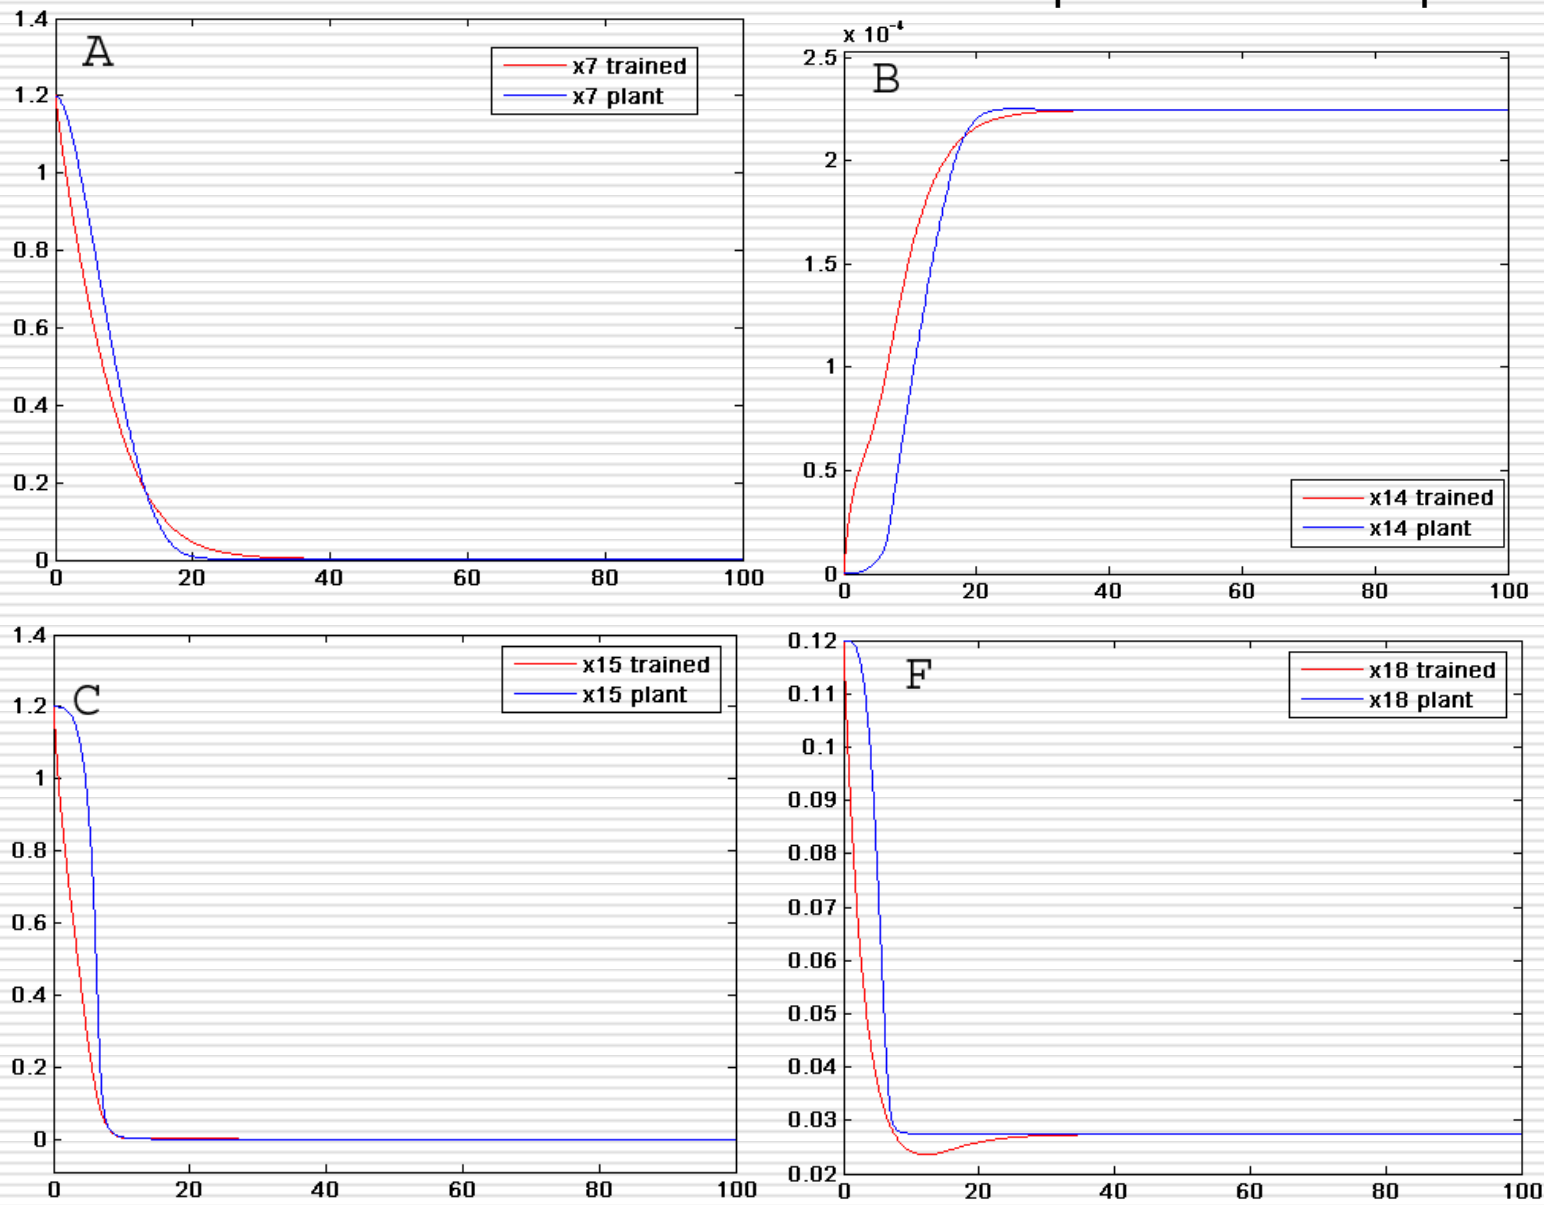 1.4
A
x7 trained
x7 plant
1.2
1
0.8
0.6
0.4
0.2
0
0 20 40 60 80 100
x 10⁻⁴
2.5
B
2
1.5
1
0.5
0
x14 trained
x14 plant
0 20 40 60 80 100
1.4
x15 trained
x15 plant
C
1.2
1
0.8
0.6
0.4
0.2
0
0 20 40 60 80 100
0.12
F
x18 trained
x18 plant
0.11
0.1
0.09
0.08
0.07
0.06
0.05
0.04
0.03
0.02
0 20 40 60 80 100